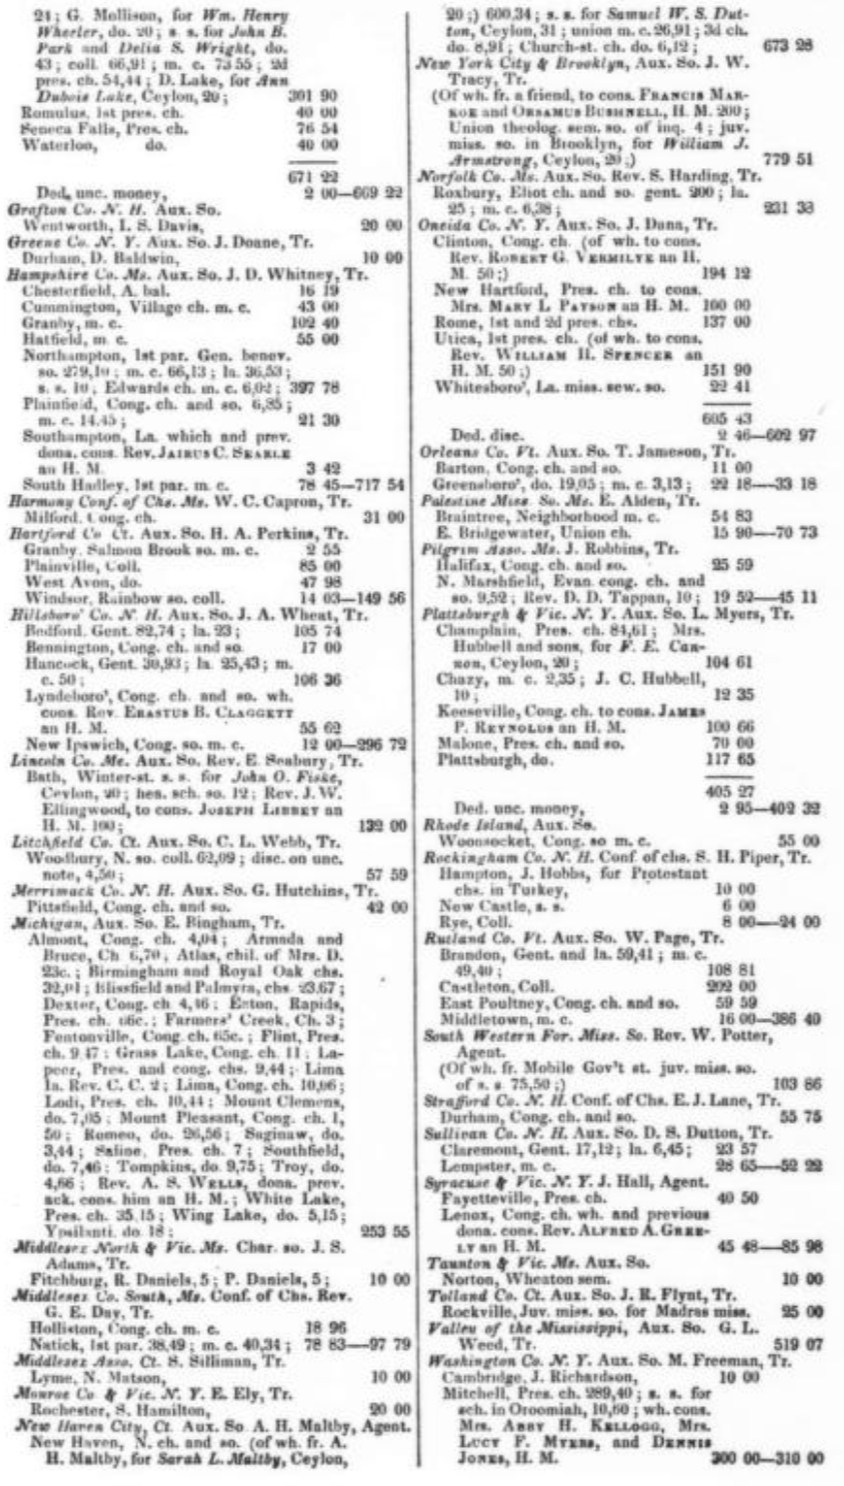 21; G. Mollison, for Wm. Henry
Wheeler, do. 20; s. s. for John B.
Park and Delia S. Wright, do.
43; coll. 66,91; m. c. 73 55; 2d
pres. ch. 54,44; D. Lake, for Ann
Dubois Lake, Ceylon, 20; 301 90
Romulus, 1st pres. ch. 40 00
Seneca Falls, Pres. ch. 76 54
Waterloo, do. 40 00
671 22
Ded. unc. money, 2 00—669 22
Grafton Co. N. H. Aux. So.
Wentworth, I. S. Davis, 20 00
Greene Co. N. Y. Aux. So. J. Doane, Tr.
Durham, D. Baldwin, 10 00
Hampshire Co. Ms. Aux. So. J. D. Whitney, Tr.
Chesterfield, A. bal. 16 19
Cummington, Village ch. m. c. 43 00
Granby, m. c. 102 40
Hatfield, m. c. 55 00
Northampton, 1st par. Gen. benev.
so. 279,10; m. c. 66,13; la. 36,53;
s. s. 10; Edwards ch. m. c. 6,02; 397 78
Plainfield, Cong. ch. and so. 6,85;
m. c. 14,45; 21 30
Southampton, La. which and prev.
dona. cons. Rev. JAIRUS C. SEARLE
an H. M. 3 42
South Hadley, 1st par. m. c. 78 45—717 54
Harmony Conf. of Chs. Ms. W. C. Capron, Tr.
Milford, Cong. ch. 31 00
Hartford Co. Ct. Aux. So. H. A. Perkins, Tr.
Granby, Salmon Brook so. m. c. 2 55
Plainville, Coll. 85 00
West Avon, do. 47 98
Windsor, Rainbow so. coll. 14 03—149 56
Hillsboro' Co. N. H. Aux. So. J. A. Wheat, Tr.
Bedford, Gent. 82,74; la. 23; 105 74
Bennington, Cong. ch. and so. 17 00
Hancock, Gent. 30,93; la. 25,43; m.
c. 50; 106 36
Lyndeboro', Cong. ch. and so. wh.
cons. Rev. ERASTUS B. CLAGGETT
an H. M. 55 62
New Ipswich, Cong. so. m. c. 12 00—296 72
Lincoln Co. Me. Aux. So. Rev. E. Seabury, Tr.
Bath, Winter-st. s. s. for John O. Fiske,
Ceylon, 20; hea. sch. so. 12; Rev. J. W.
Ellingwood, to cons. JOSEPH LIBBEY an
H. M. 100; 132 00
Litchfield Co. Ct. Aux. So. C. L. Webb, Tr.
Woodbury, N. so. coll. 62,09; disc. on unc.
note, 4,50; 57 59
Merrimack Co. N. H. Aux. So. G. Hutchins, Tr.
Pittsfield, Cong. ch. and so. 42 00
Michigan, Aux. So. E. Bingham, Tr.
Almont, Cong. ch. 4,04; Armada and
Bruce, Ch 6,70; Atlas, chil. of Mrs. D.
23c.; Birmingham and Royal Oak chs.
32,01; Blissfield and Palmyra, chs. 23,67;
Dexter, Cong. ch 4,46; Eaton, Rapids,
Pres. ch. 66c.; Farmers' Creek, Ch. 3;
Fentonville, Cong. ch. 65c.; Flint, Pres.
ch. 9 47; Grass Lake, Cong. ch. 11; La-
peer, Pres. and cong. chs. 9,44; Lima
la. Rev. C. C. 2; Lima, Cong. ch. 10,06;
Lodi, Pres. ch. 10,44; Mount Clemens,
do. 7,05; Mount Pleasant, Cong. ch. 1,
50; Romeo, do. 26,56; Saginaw, do.
3,44; Saline, Pres. ch. 7; Southfield,
do. 7,46; Tompkins, do. 9,75; Troy, do.
4,66; Rev. A. S. WELLS, dona. prev.
ack. cons. him an H. M.; White Lake,
Pres. ch. 35,15; Wing Lake, do. 5,15;
Ypsilanti, do. 18; 253 55
Middlesex North & Vic. Ms. Char. so. J. S.
Adams, Tr.
Fitchburg, R. Daniels, 5; P. Daniels, 5; 10 00
Middlesex Co. South, Ms. Conf. of Chs. Rev.
G. E. Day, Tr.
Holliston, Cong. ch. m. c. 18 96
Natick, 1st par. 38,49; m. c. 40,34; 78 83—97 79
Middlesex Asso. Ct. S. Silliman, Tr.
Lyme, N. Matson, 10 00
Monroe Co & Vic. N. Y. E. Ely, Tr.
Rochester, S. Hamilton, 20 00
New Haven City, Ct. Aux. So. A. H. Maltby, Agent.
New Haven, N. ch. and so. (of wh. fr. A.
H. Maltby, for Sarah L. Maltby, Ceylon,
20;) 600,34; s. s. for Samuel W. S. Dut-
ton, Ceylon, 31; union m. c. 26,91; 3d ch.
do. 8,91; Church-st. ch. do. 6,12; 673 28
New York City & Brooklyn, Aux. So. J. W.
Tracy, Tr.
(Of wh. fr. a friend, to cons. FRANCIS MAR-
KOE and ORSAMUS BUSHNELL, H. M. 200;
Union theolog. sem. so. of inq. 4; juv.
miss. so. in Brooklyn, for William J.
Armstrong, Ceylon, 20;) 779 51
Norfolk Co. Ms. Aux. So. Rev. S. Harding, Tr.
Roxbury, Eliot ch. and so. gent. 200; la.
25; m. c. 6,38; 231 38
Oneida Co. N. Y. Aux. So. J. Dana, Tr.
Clinton, Cong. ch. (of wh. to cons.
Rev. ROBERT G. VERMILYE an H.
M. 50;) 194 12
New Hartford, Pres. ch. to cons.
Mrs. MARY L PAYSON an H. M. 100 00
Rome, 1st and 2d pres. chs. 137 00
Utica, 1st pres. ch. (of wh. to cons.
Rev. WILLIAM H. SPENCER an
H. M. 50;) 151 90
Whitesboro', La. miss. sew. so. 22 41
605 43
Ded. disc. 2 46—602 97
Orleans Co. Vt. Aux. So. T. Jameson, Tr.
Barton, Cong. ch. and so. 11 00
Greensboro', do. 19,05; m. c. 3,13; 22 18—33 18
Palestine Miss. So. Ms. E. Alden, Tr.
Braintree, Neighborhood m. c. 54 83
E. Bridgewater, Union ch. 15 90—70 73
Pilgrim Asso. Ms. J. Robbins, Tr.
Halifax, Cong. ch. and so. 25 59
N. Marshfield, Evan. cong. ch. and
so. 9,52; Rev. D. D. Tappan, 10; 19 52—45 11
Plattsburgh & Vic. N. Y. Aux. So. L. Myers, Tr.
Champlain, Pres. ch. 84,61; Mrs.
Hubbell and sons, for F. E. Can-
non, Ceylon, 20; 104 61
Chazy, m. c. 2,35; J. C. Hubbell,
10; 12 35
Keeseville, Cong. ch. to cons. JAMES
P. REYNOLDS an H. M. 100 66
Malone, Pres. ch. and so. 70 00
Plattsburgh, do. 117 65
405 27
Ded. unc. money, 2 95—402 32
Rhode Island, Aux. So.
Woonsocket, Cong. so m. c. 55 00
Rockingham Co. N. H. Conf of chs. S. H. Piper, Tr.
Hampton, J. Hobbs, for Protestant
chs. in Turkey, 10 00
New Castle, s. s. 6 00
Rye, Coll. 8 00—24 00
Rutland Co. Vt. Aux. So. W. Page, Tr.
Brandon, Gent. and la. 59,41; m. c.
49,40; 108 81
Castleton, Coll. 202 00
East Poultney, Cong. ch. and so. 59 59
Middletown, m. c. 16 00—386 40
South Western For. Miss. So. Rev. W. Potter,
Agent.
(Of wh. fr. Mobile Gov't st. juv. miss. so.
of s. s 75,50;) 103 86
Strafford Co. N. H. Conf. of Chs. E. J. Lane, Tr.
Durham, Cong. ch. and so. 55 75
Sullivan Co. N. H. Aux. So. D. S. Dutton, Tr.
Claremont, Gent. 17,12; la. 6,45; 23 57
Lempster, m. c. 28 65—52 22
Syracuse & Vic. N. Y. J. Hall, Agent.
Fayetteville, Pres. ch. 40 50
Lenox, Cong. ch. wh. and previous
dona. cons. Rev. ALFRED A. GREE-
LY an H. M. 45 48—85 98
Taunton & Vic. Ms. Aux. So.
Norton, Wheaton sem. 10 00
Tolland Co. Ct. Aux. So. J. R. Flynt, Tr.
Rockville, Juv. miss. so. for Madras miss. 25 00
Valley of the Mississippi, Aux. So. G. L.
Weed, Tr. 519 07
Washington Co. N. Y. Aux. So. M. Freeman, Tr.
Cambridge, J. Richardson, 10 00
Mitchell, Pres. ch. 289,40; s. s. for
sch. in Oroomiah, 10,60; wh. cons.
Mrs. ABBY H. KELLOGG, Mrs.
LUCY F. MYERS, and DENNIS
JONES, H. M. 300 00—310 00